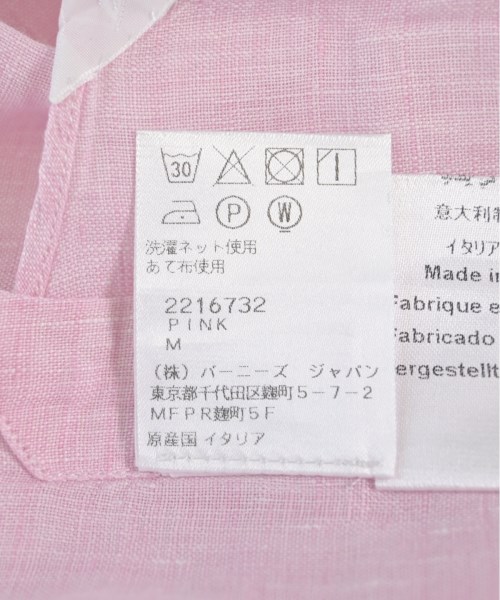 30
P W
洗濯ネット使用
あて布使用
2216732
PINK
M
(株) バーニーズ ジャパン
東京都千代田区麹町5-7-2
MFPR麹町5F
原産国 イタリア
意大利制
イタリア
Made in
Fabrique e
Fabricado
ergestellt